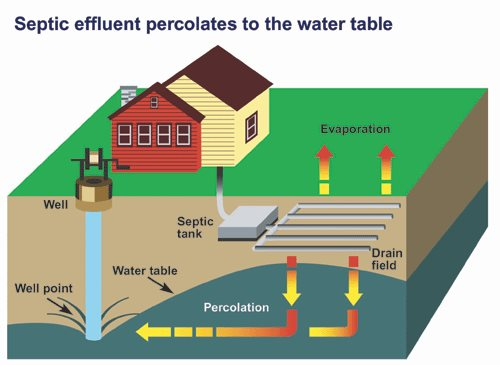 Septic effluent percolates to the water table
Evaporation
Well
Septic
tank
Drain
field
Water table
Well point
Percolation